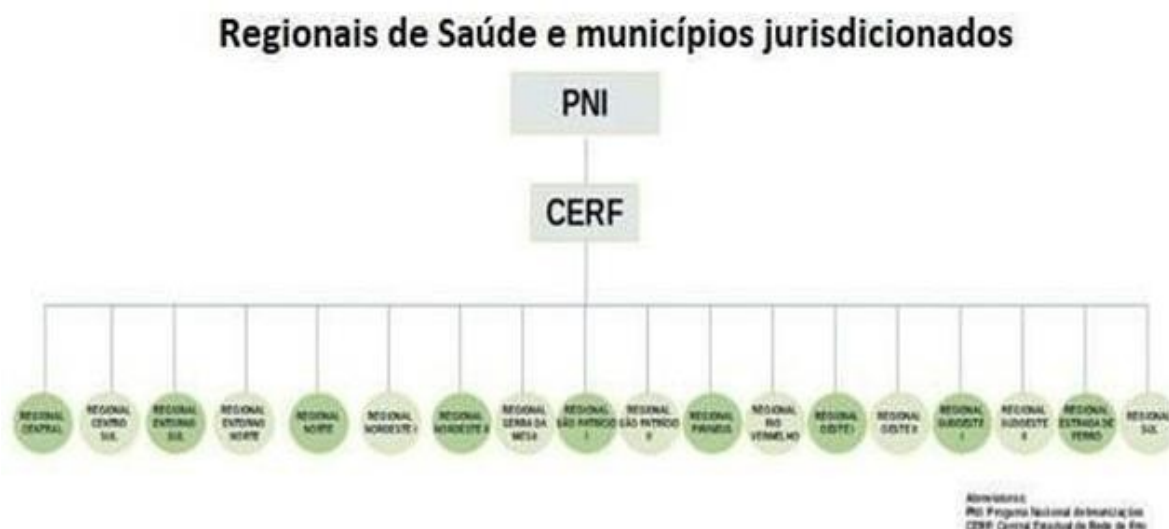 Regionais de Saúde e municípios jurisdicionados
PNI
CERF
REGIONAL
CENTRAL
REGIONAL
CENTRO
SUL
REGIONAL
ENTORNO
SUL
REGIONAL
ENTORNO
NORTE
REGIONAL
NORTE
REGIONAL
NORDESTE I
REGIONAL
NORDESTE II
REGIONAL
SERRA DA
MESA
REGIONAL
SÃO PATRÍCIO
I
REGIONAL
SÃO PATRÍCIO
II
REGIONAL
PIRINEUS
REGIONAL
RIO
VERMELHO
REGIONAL
OESTE I
REGIONAL
OESTE II
REGIONAL
SUDOESTE
I
REGIONAL
SUDOESTE
II
REGIONAL
ESTRADA DE
FERRO
REGIONAL
SUL
Abreviaturas:
PNI: Programa Nacional de Imunizações
CERF: Central Estadual de Rede de Frio